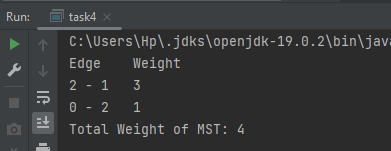 Run: task4
C:\Users\Hp\.jdks\openjdk-19.0.2\bin\java
Edge Weight
2 - 1 3
0 - 2 1
Total Weight of MST: 4